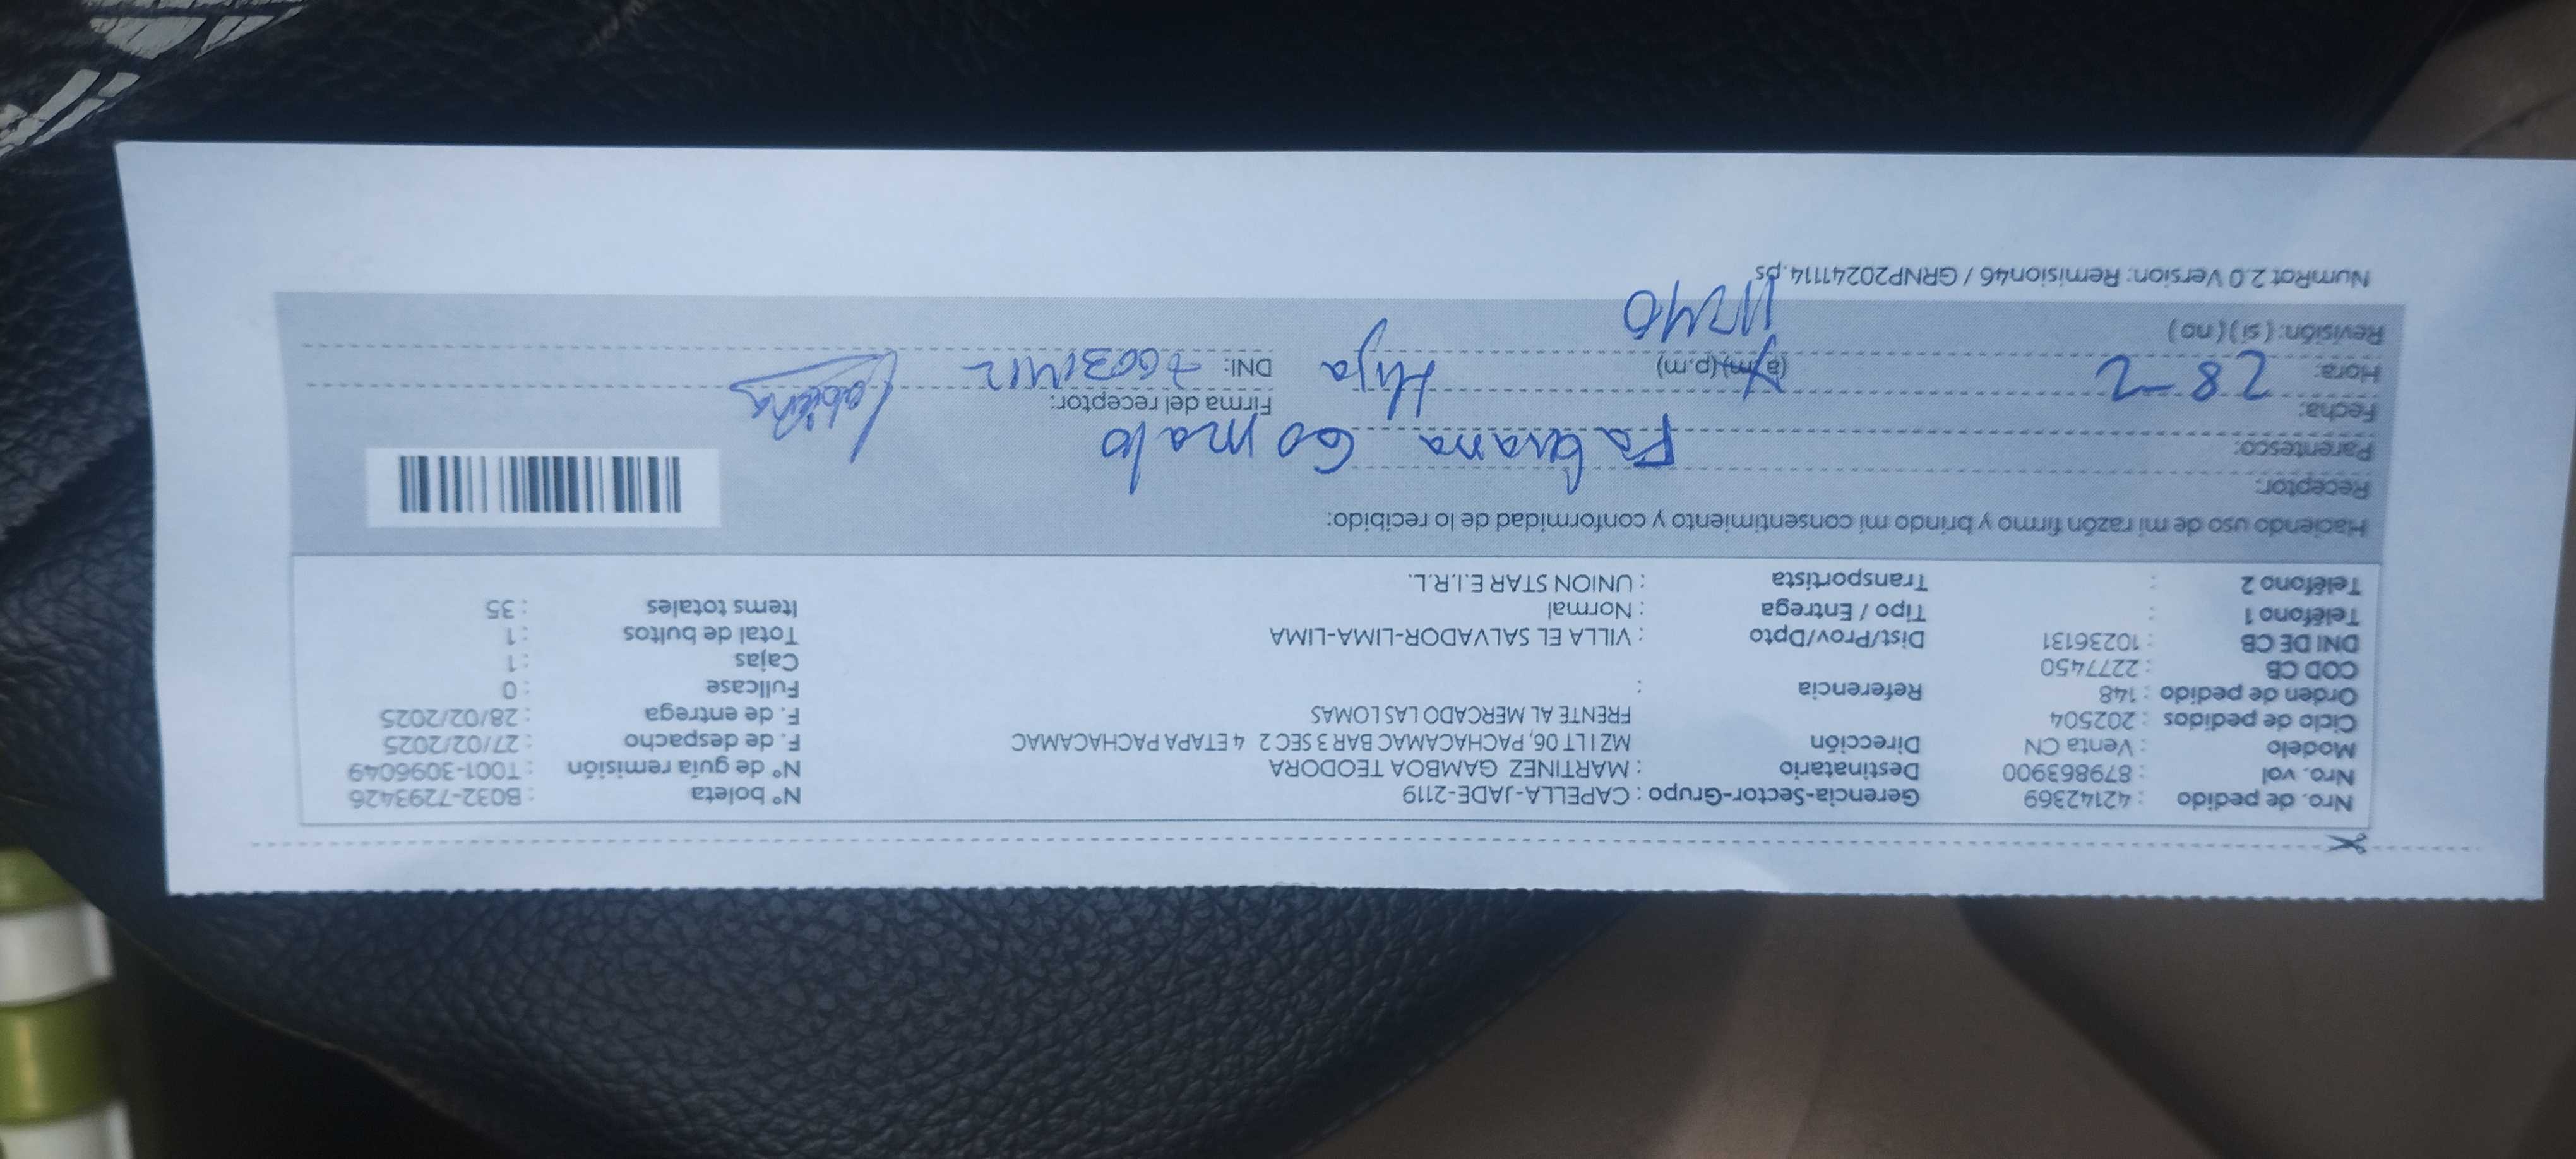 Nro. de pedido : 42142369 Gerencia-Sector-Grupo : CAPELLA-JADE-2119 N° boleta : B032-7293426
Nro. vol : 879863900 Destinatario : MARTINEZ GAMBOA TEODORA N° de guía remisión : T001-3096049
Modelo : Venta CN Dirección MZ I LT 06, PACHACAMAC BAR 3 SEC 2 4 ETAPA PACHACAMAC F. de despacho : 27/02/2025
Ciclo de pedidos : 202504 FRENTE AL MERCADO LAS LOMAS F. de entrega : 28/02/2025
Orden de pedido : 148 Referencia : Fullcase : 0
COD CB : 2277450 Cajas : 1
DNI DE CB : 10236131 Dist/Prov/Dpto : VILLA EL SALVADOR-LIMA-LIMA Total de bultos : 1
Teléfono 1 : Tipo / Entrega : Normal Items totales : 35
Teléfono 2 : Transportista : UNION STAR E.I.R.L.
Haciendo uso de mi razón firmo y brindo mi consentimiento y conformidad de lo recibido:
Receptor:
Parentesco: Fabiana
Fecha: Firma del receptor:
Hora: 28-2 (a.m)(p.m) Hija DNI:
Revisión: ( si ) ( no ) 11:40
NumRot 2.0 Version: Remision46 / GRNP20241114.ps